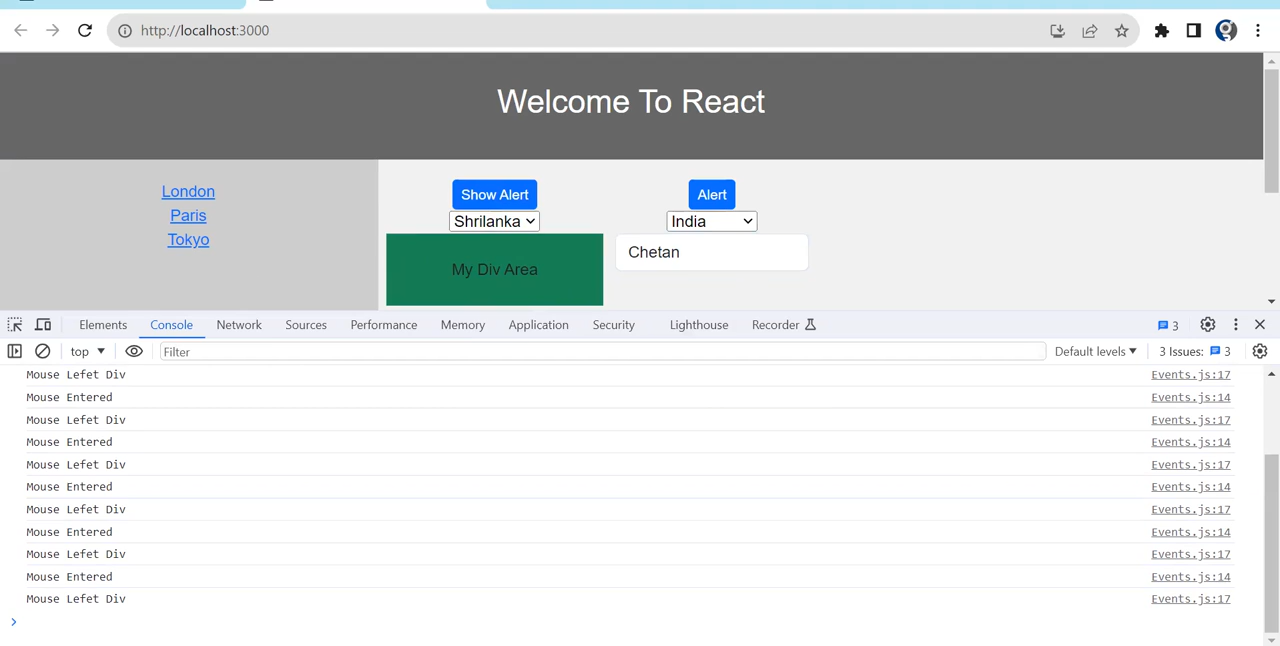 http://localhost:3000
Welcome To React
London
Paris
Tokyo
Show Alert
Alert
Shrilanka
India
My Div Area
Chetan
Elements Console Network Sources Performance Memory Application Security Lighthouse Recorder 3
top Filter Default levels 3 Issues: 3
Mouse Lefet Div Events.js:17
Mouse Entered Events.js:14
Mouse Lefet Div Events.js:17
Mouse Entered Events.js:14
Mouse Lefet Div Events.js:17
Mouse Entered Events.js:14
Mouse Lefet Div Events.js:17
Mouse Entered Events.js:14
Mouse Lefet Div Events.js:17
Mouse Entered Events.js:14
Mouse Lefet Div Events.js:17